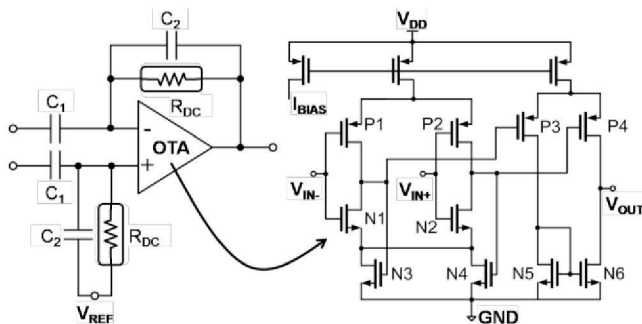 C2
RDC
C1
-
OTA
+
C1
C2
RDC
VREF
VDD
IBIAS
P1
P2
P3
P4
VIN-
VIN+
VOUT
N1
N2
N3
N4
N5
N6
GND